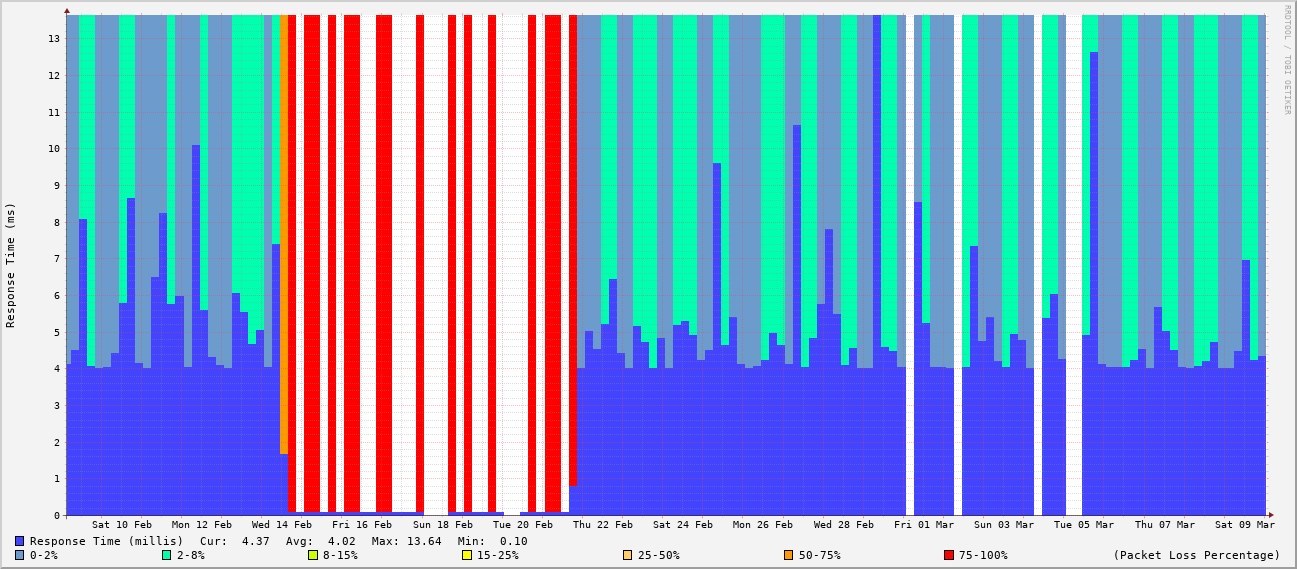 RRDTOOL / TOBI OETIKER
Response Time (ms)
13
12
11
10
9
8
7
6
5
4
3
2
1
0
Sat 10 Feb Mon 12 Feb Wed 14 Feb Fri 16 Feb Sun 18 Feb Tue 20 Feb Thu 22 Feb Sat 24 Feb Mon 26 Feb Wed 28 Feb Fri 01 Mar Sun 03 Mar Tue 05 Mar Thu 07 Mar Sat 09 Mar
Response Time (millis) Cur: 4.37 Avg: 4.02 Max: 13.64 Min: 0.10
0-2% 2-8% 8-15% 15-25% 25-50% 50-75% 75-100% (Packet Loss Percentage)